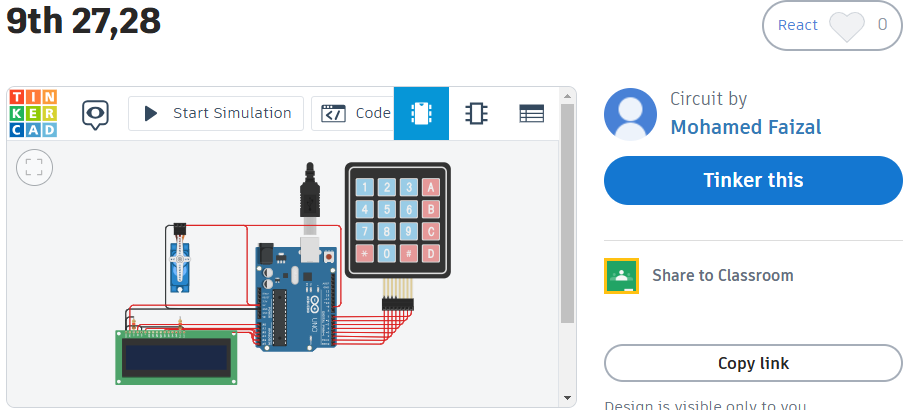 9th 27,28
React 0
TIN
KER
CAD
Start Simulation
Code
Circuit by
Mohamed Faizal
Tinker this
1 2 3 A
4 5 6 B
7 8 9 C
* 0 # D
UNO
Share to Classroom
Copy link
Design is visible only to you